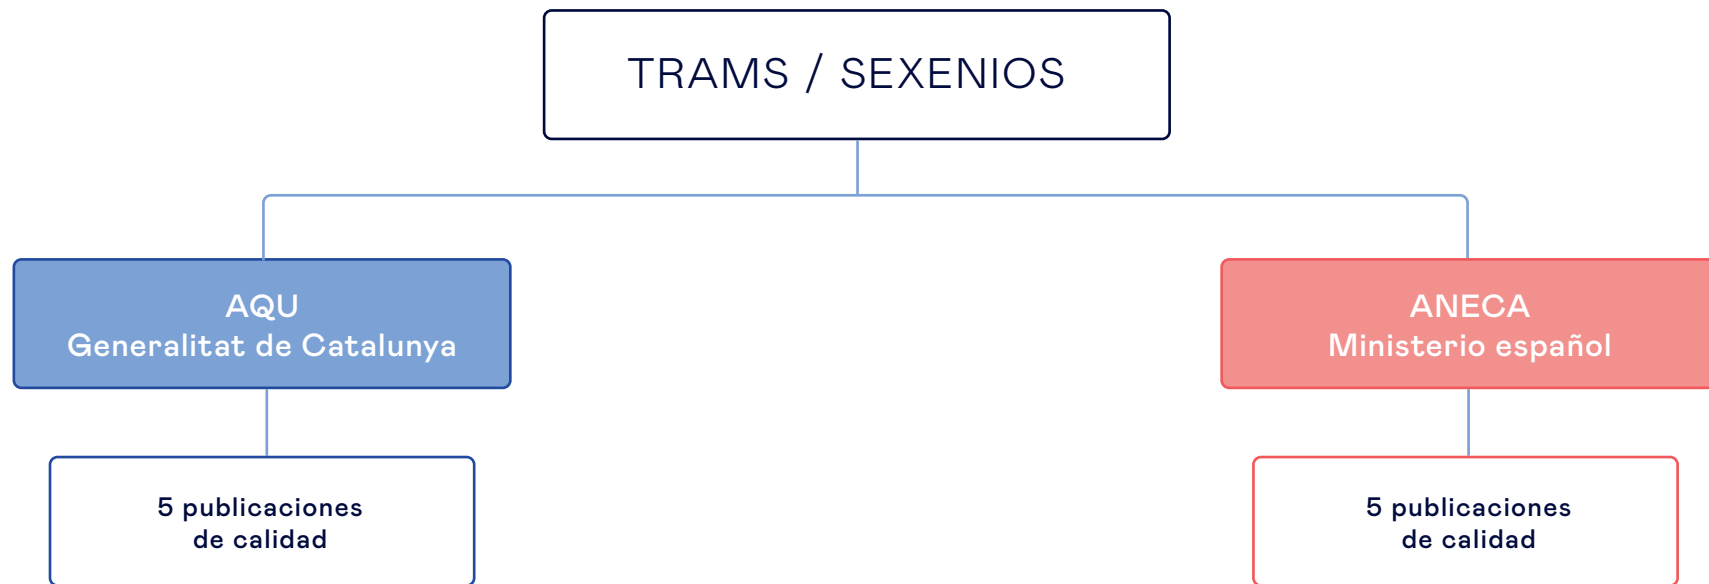 TRAMS / SEXENIOS
AQU
Generalitat de Catalunya
ANECA
Ministerio español
5 publicaciones
de calidad
5 publicaciones
de calidad